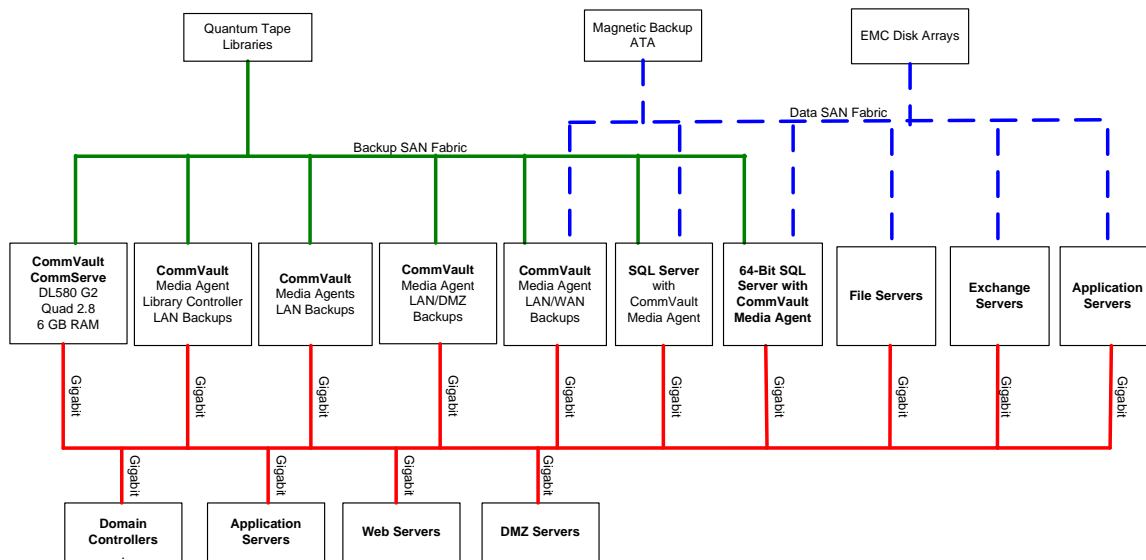 Quantum Tape
Libraries
Magnetic Backup
ATA
EMC Disk Arrays
Data SAN Fabric
Backup SAN Fabric
CommVault
CommServe
DL580 G2
Quad 2.8
6 GB RAM
CommVault
Media Agent
Library Controller
LAN Backups
CommVault
Media Agents
LAN Backups
CommVault
Media Agent
LAN/DMZ
Backups
CommVault
Media Agent
LAN/WAN
Backups
SQL Server
with
CommVault
Media Agent
64-Bit SQL
Server with
CommVault
Media Agent
File Servers
Exchange
Servers
Application
Servers
Gigabit
Gigabit
Gigabit
Gigabit
Gigabit
Gigabit
Gigabit
Gigabit
Gigabit
Gigabit
Gigabit
Gigabit
Gigabit
Gigabit
Domain
Controllers
Application
Servers
Web Servers
DMZ Servers